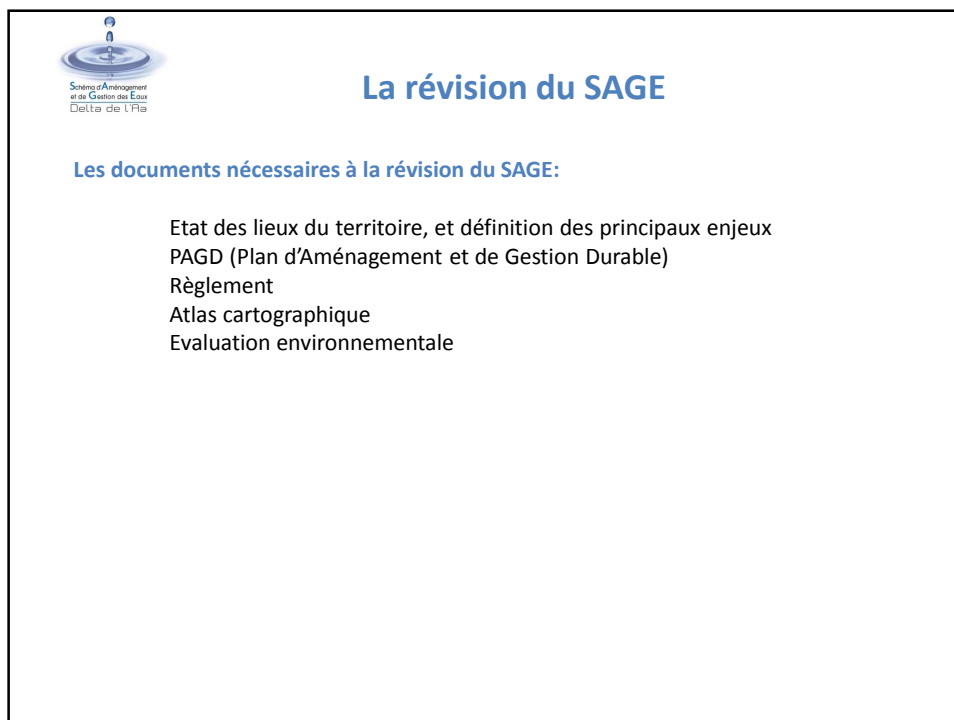 Schéma d'Aménagement
et de Gestion des Eaux
Delta de l'Aa
La révision du SAGE
Les documents nécessaires à la révision du SAGE:
Etat des lieux du territoire, et définition des principaux enjeux
PAGD (Plan d’Aménagement et de Gestion Durable)
Règlement
Atlas cartographique
Evaluation environnementale